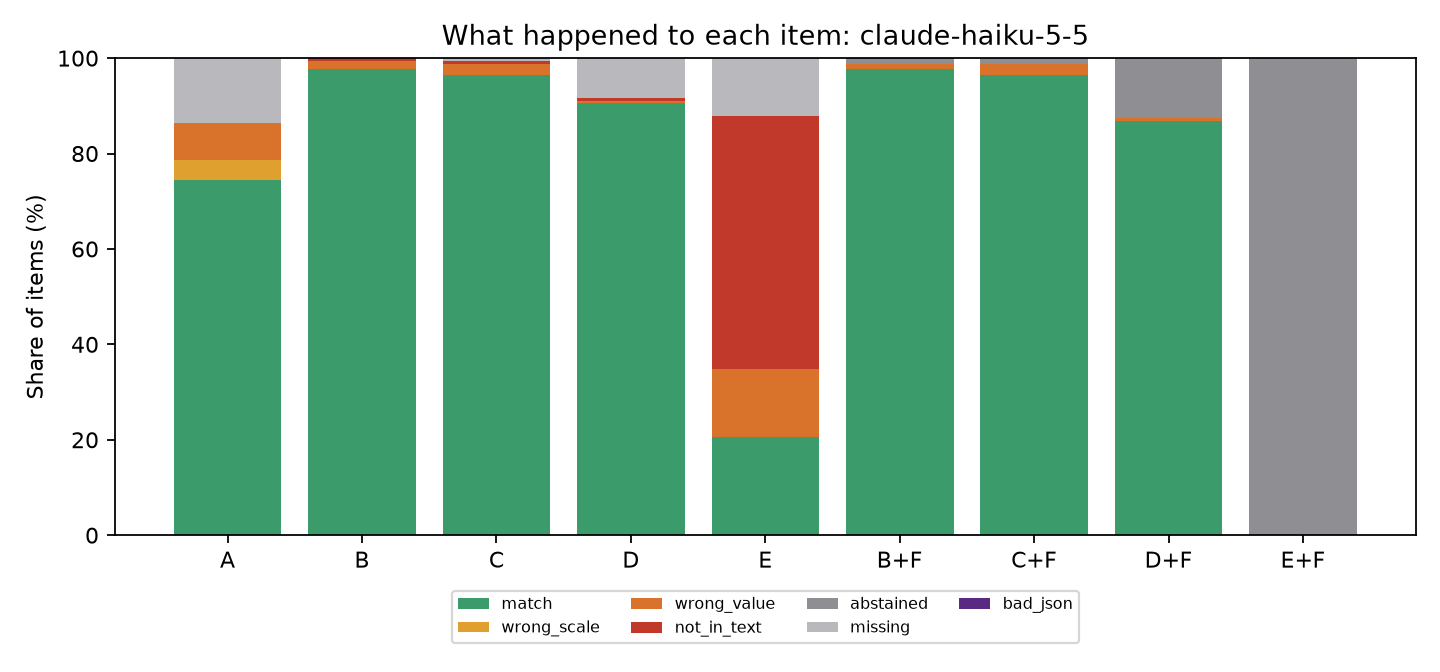 What happened to each item: claude-haiku-5-5
Share of items (%)
100
80
60
40
20
0
A B C D E B+F C+F D+F E+F
match wrong_value abstained bad_json
wrong_scale not_in_text missing